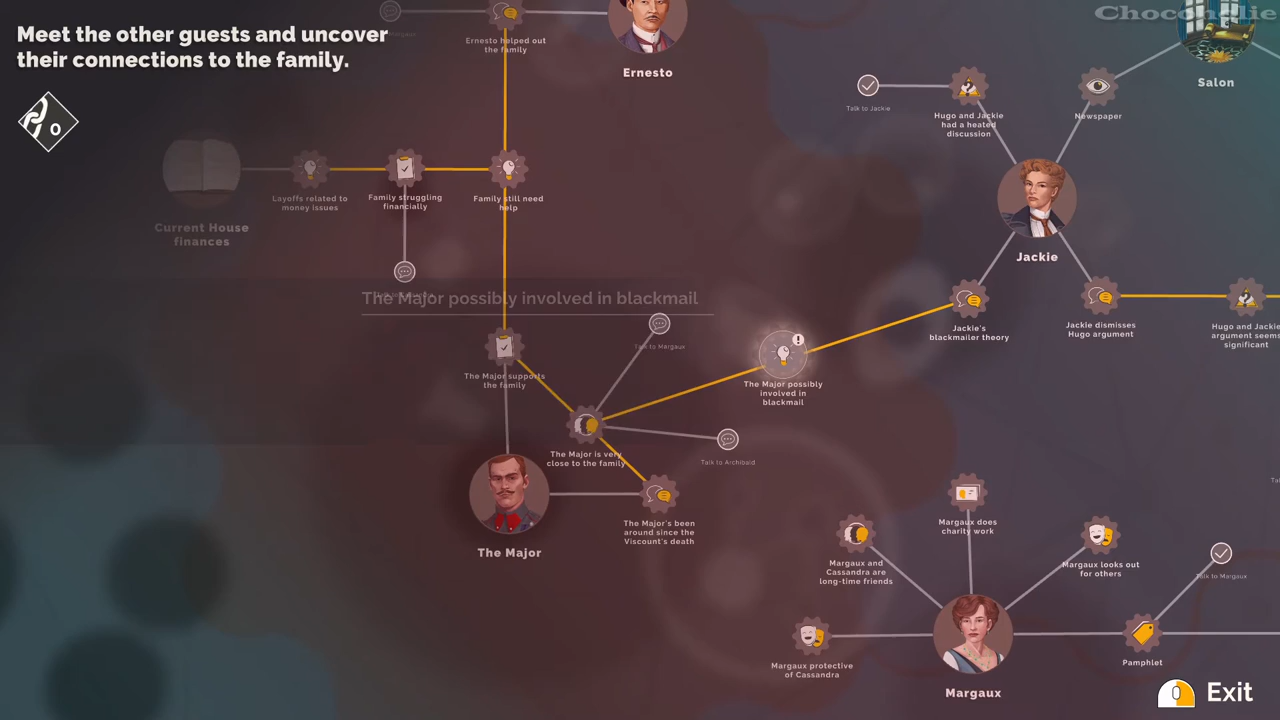 Chocoholic
Meet the other guests and uncover
their connections to the family.
0
Margaux
Ernesto helped out
the family
Ernesto
Salon
Talk to Jackie
Hugo and Jackie
had a heated
discussion
Newspaper
Layoffs related to
money issues
Family struggling
financially
Family still need
help
Current House
finances
Jackie
The Major possibly involved in blackmail
Jackie's
blackmailer theory
Jackie dismisses
Hugo argument
Hugo and Jackie
argument seems
significant
Talk to Margaux
The Major supports
the family
The Major possibly
involved in
blackmail
The Major is very
close to the family
Talk to Archibald
The Major's been
around since the
Viscount's death
The Major
Margaux does
charity work
Margaux and
Cassandra are
long-time friends
Margaux looks out
for others
Talk to Margaux
Margaux protective
of Cassandra
Pamphlet
Margaux
Exit